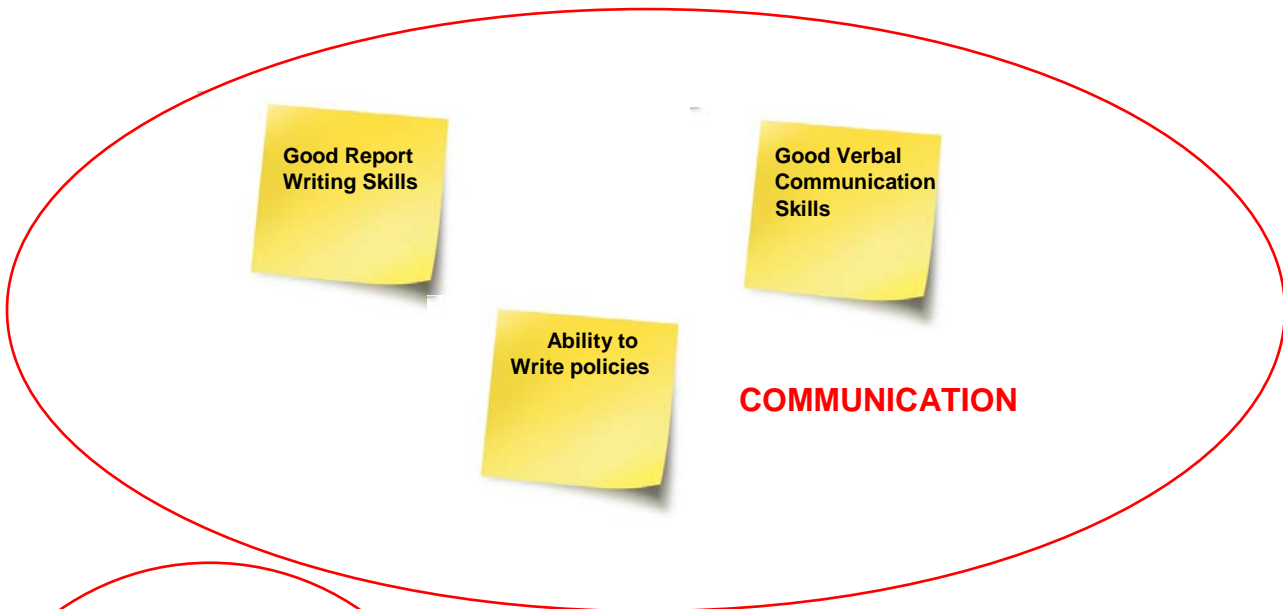 Good Report
Writing Skills
Good Verbal
Communication
Skills
Ability to
Write policies
COMMUNICATION